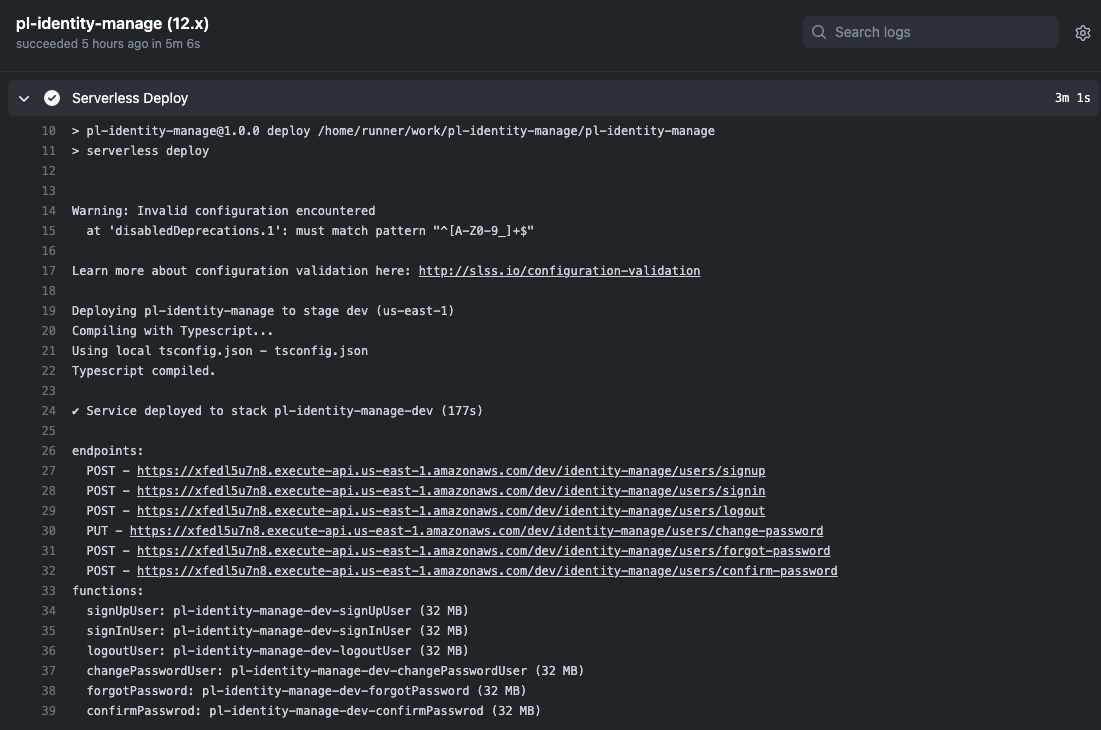 pl-identity-manage (12.x)
succeeded 5 hours ago in 5m 6s
Search logs
Serverless Deploy
3m 1s
10 > pl-identity-manage@1.0.0 deploy /home/runner/work/pl-identity-manage/pl-identity-manage
11 > serverless deploy
12
13
14 Warning: Invalid configuration encountered
15   at 'disabledDeprecations.1': must match pattern "^[A-Z0-9_]+$"
16
17 Learn more about configuration validation here: http://slss.io/configuration-validation
18
19 Deploying pl-identity-manage to stage dev (us-east-1)
20 Compiling with Typescript...
21 Using local tsconfig.json - tsconfig.json
22 Typescript compiled.
23
24 ✔ Service deployed to stack pl-identity-manage-dev (177s)
25
26 endpoints:
27   POST - https://xfedl5u7n8.execute-api.us-east-1.amazonaws.com/dev/identity-manage/users/signup
28   POST - https://xfedl5u7n8.execute-api.us-east-1.amazonaws.com/dev/identity-manage/users/signin
29   POST - https://xfedl5u7n8.execute-api.us-east-1.amazonaws.com/dev/identity-manage/users/logout
30   PUT - https://xfedl5u7n8.execute-api.us-east-1.amazonaws.com/dev/identity-manage/users/change-password
31   POST - https://xfedl5u7n8.execute-api.us-east-1.amazonaws.com/dev/identity-manage/users/forgot-password
32   POST - https://xfedl5u7n8.execute-api.us-east-1.amazonaws.com/dev/identity-manage/users/confirm-password
33 functions:
34   signUpUser: pl-identity-manage-dev-signUpUser (32 MB)
35   signInUser: pl-identity-manage-dev-signInUser (32 MB)
36   logoutUser: pl-identity-manage-dev-logoutUser (32 MB)
37   changePasswordUser: pl-identity-manage-dev-changePasswordUser (32 MB)
38   forgotPassword: pl-identity-manage-dev-forgotPassword (32 MB)
39   confirmPasswrod: pl-identity-manage-dev-confirmPasswrod (32 MB)